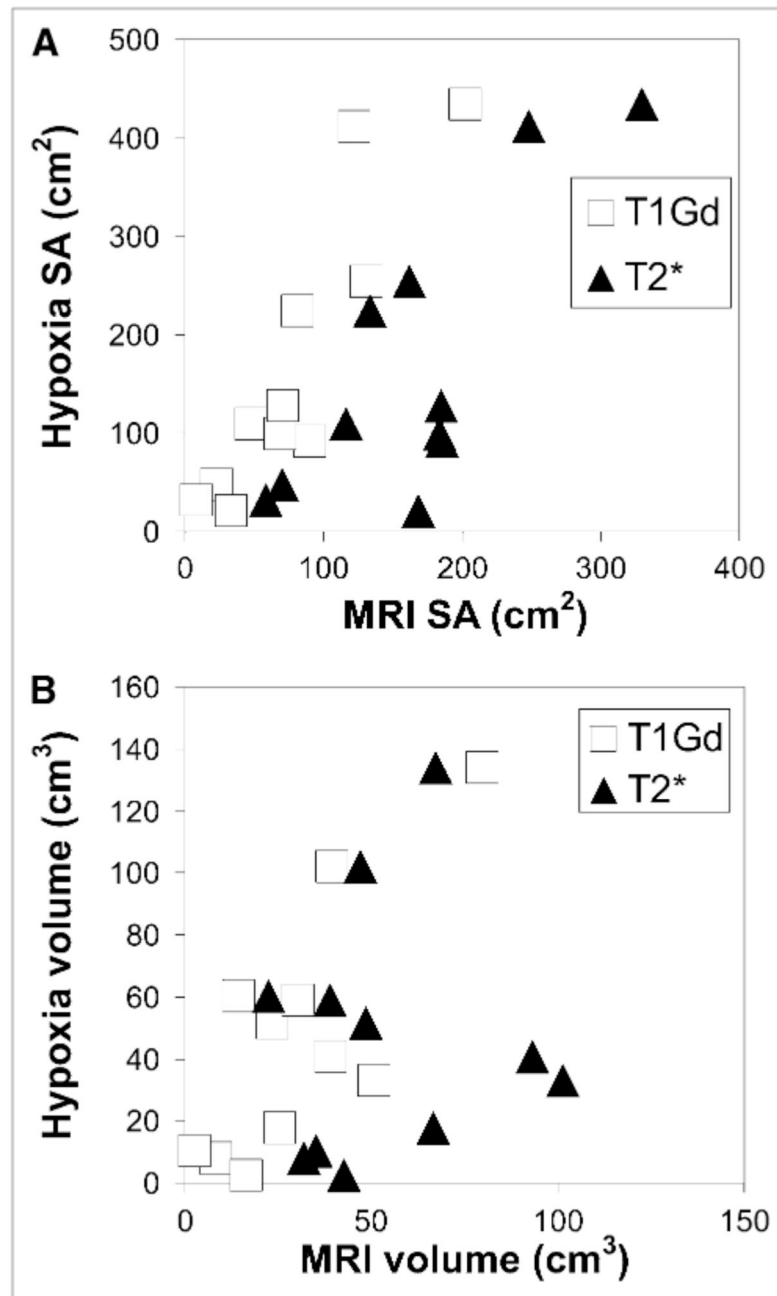 A
500
400
300
200
100
0
Hypoxia SA (cm²)
T1Gd
T2*
0 100 200 300 400
MRI SA (cm²)
B
160
140
120
100
80
60
40
20
0
Hypoxia volume (cm³)
T1Gd
T2*
0 50 100 150
MRI volume (cm³)